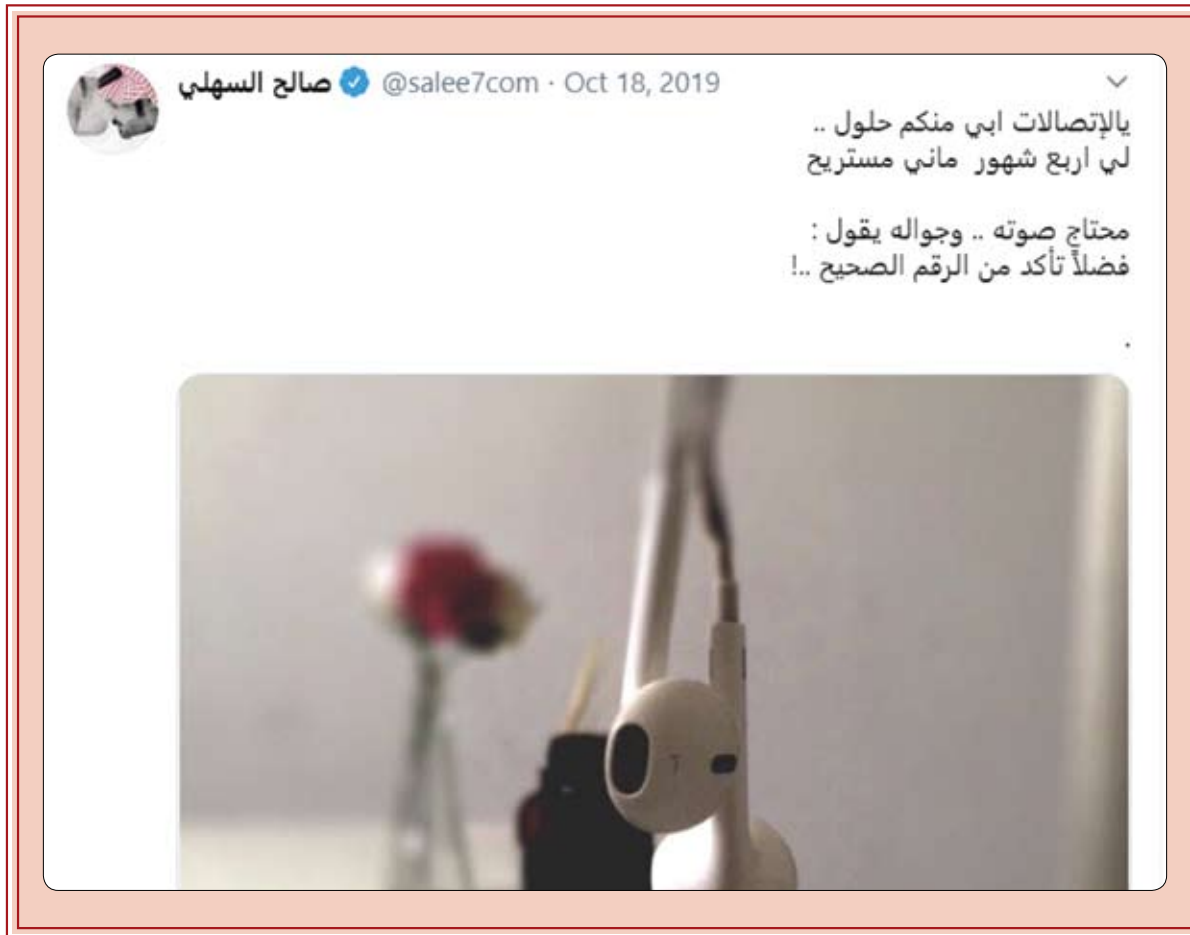 صالح السهلي @salee7com · Oct 18, 2019
يالإتصالات ابي منكم حلول ..
لي اربع شهور ماني مستريح
محتاج صوته .. وجواله يقول :
فضلاً تأكد من الرقم الصحيح ..!
.